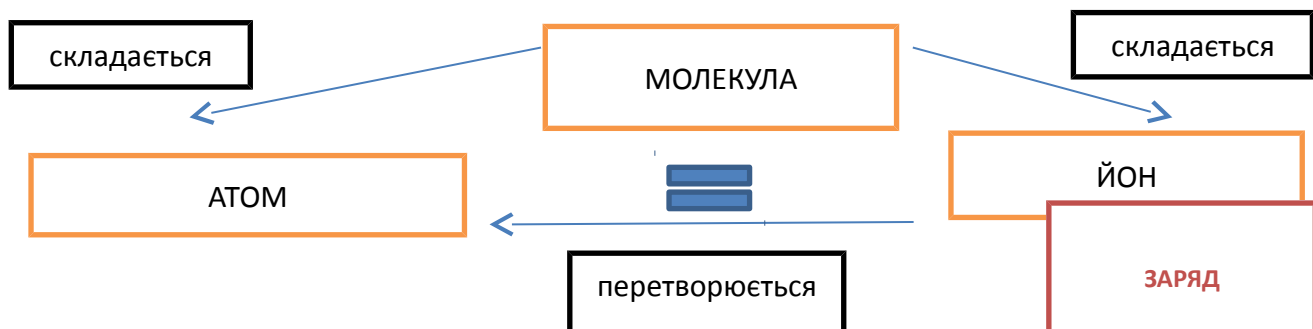 складається
МОЛЕКУЛА
складається
АТОМ
ЙОН
перетворюється
ЗАРЯД